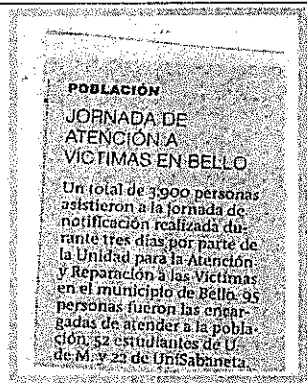 POBLACIÓN
JORNADA DE
ATENCIÓN A
VÍCTIMAS EN BELLO
Un total de 3.900 personas
asistieron a la jornada de
notificación realizada du-
rante tres días por parte de
la Unidad para la Atención
y Reparación a las Víctimas
en el municipio de Bello. 95
personas fueron las encar-
gadas de atender a la pobla-
ción, 52 estudiantes de U.
de M. y 22 de UniSabaneta.